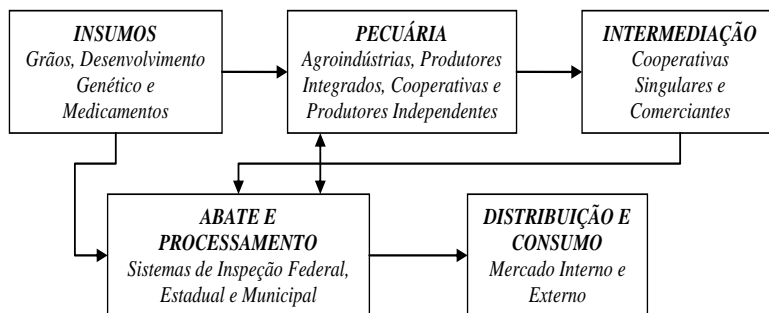 INSUMOS
Grãos, Desenvolvimento
Genético e
Medicamentos
PECUÁRIA
Agroindústrias, Produtores
Integrados, Cooperativas e
Produtores Independentes
INTERMEDIAÇÃO
Cooperativas
Singulares e
Comerciantes
ABATE E
PROCESSAMENTO
Sistemas de Inspeção Federal,
Estadual e Municipal
DISTRIBUIÇÃO E
CONSUMO
Mercado Interno e
Externo